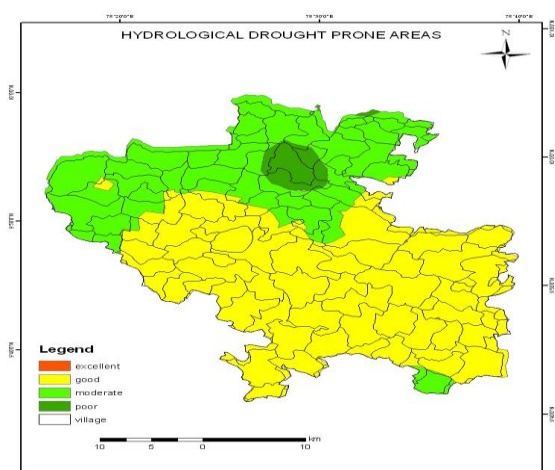 HYDROLOGICAL DROUGHT PRONE AREAS
N
Legend
excellent
good
moderate
poor
village
km
10 5 0 10